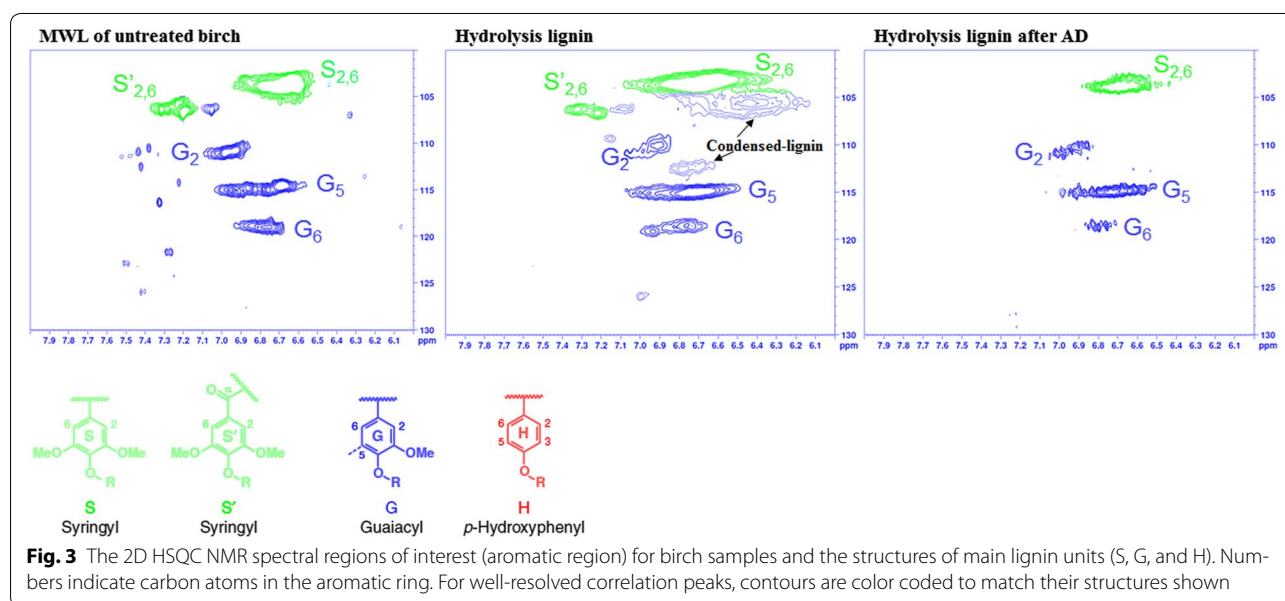 MWL of untreated birch
S'2,6
S2,6
G2
G5
G6
105
110
115
120
125
130
7.9 7.8 7.7 7.6 7.5 7.4 7.3 7.2 7.1 7.0 6.9 6.8 6.7 6.6 6.5 6.4 6.3 6.2 6.1 ppm
Hydrolysis lignin
S'2,6
S2,6
Condensed-lignin
G2
G5
G6
105
110
115
120
125
130
7.9 7.8 7.7 7.6 7.5 7.4 7.3 7.2 7.1 7.0 6.9 6.8 6.7 6.6 6.5 6.4 6.3 6.2 6.1 ppm
Hydrolysis lignin after AD
S2,6
G2
G5
G6
105
110
115
120
125
130
7.9 7.8 7.7 7.6 7.5 7.4 7.3 7.2 7.1 7.0 6.9 6.8 6.7 6.6 6.5 6.4 6.3 6.2 6.1 ppm
6 2
S
MeO OMe
O
R
S
Syringyl
O α
6 2
S'
MeO OMe
O
R
S'
Syringyl
6 2
G
5 OMe
O
R
G
Guaiacyl
6 2
H
5 3
O
R
H
p-Hydroxyphenyl
Fig. 3 The 2D HSQC NMR spectral regions of interest (aromatic region) for birch samples and the structures of main lignin units (S, G, and H). Num-
bers indicate carbon atoms in the aromatic ring. For well-resolved correlation peaks, contours are color coded to match their structures shown